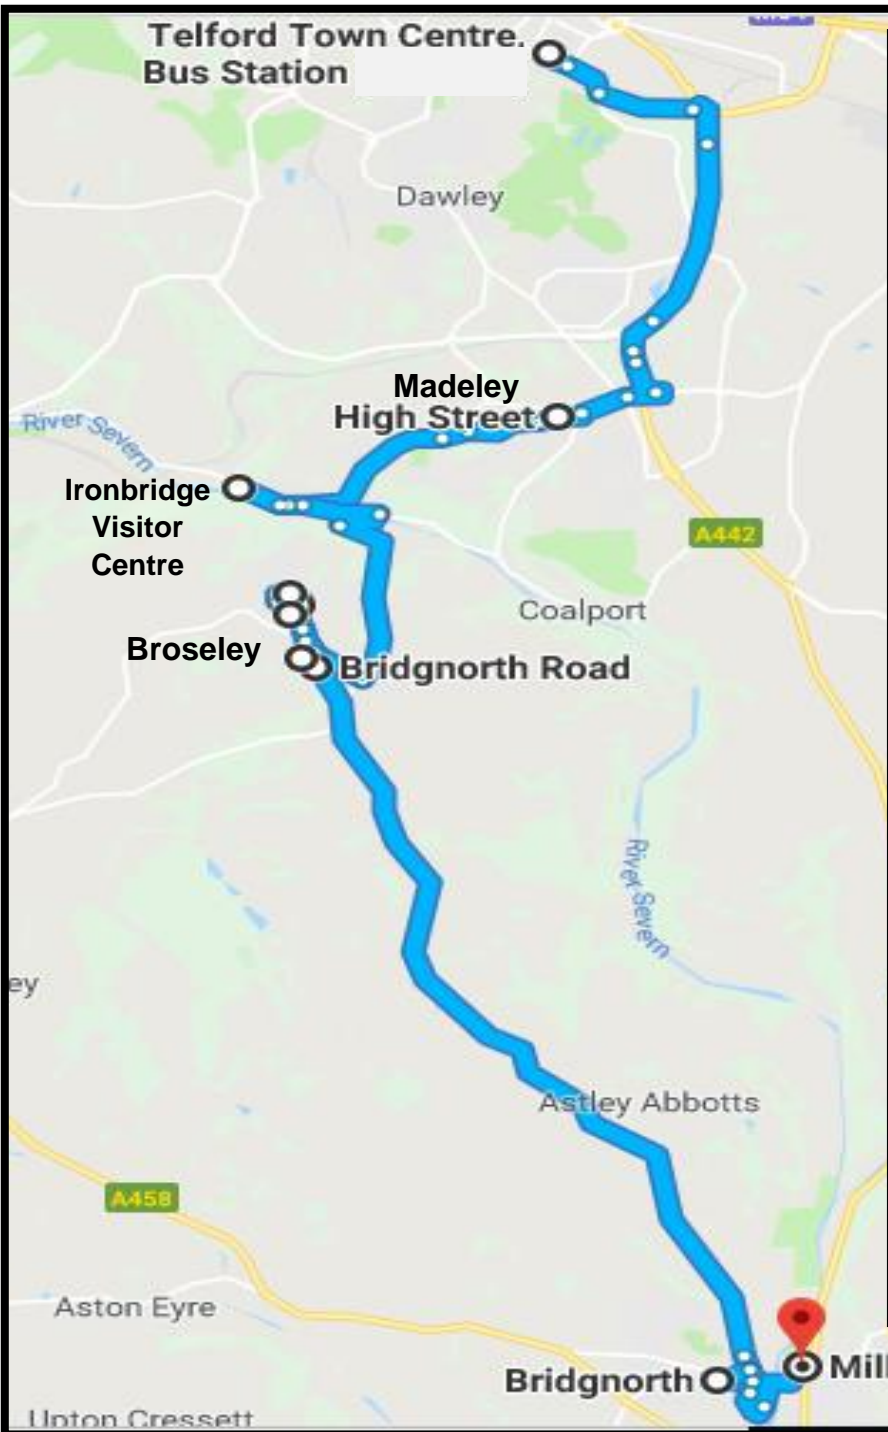 Telford Town Centre.
Bus Station
Dawley
Madeley
High Street
River Severn
Ironbridge
Visitor
Centre
A442
Coalport
Broseley
Bridgnorth Road
River Severn
ey
Astley Abbotts
A458
Aston Eyre
Bridgnorth
Mill
Upton Cressett